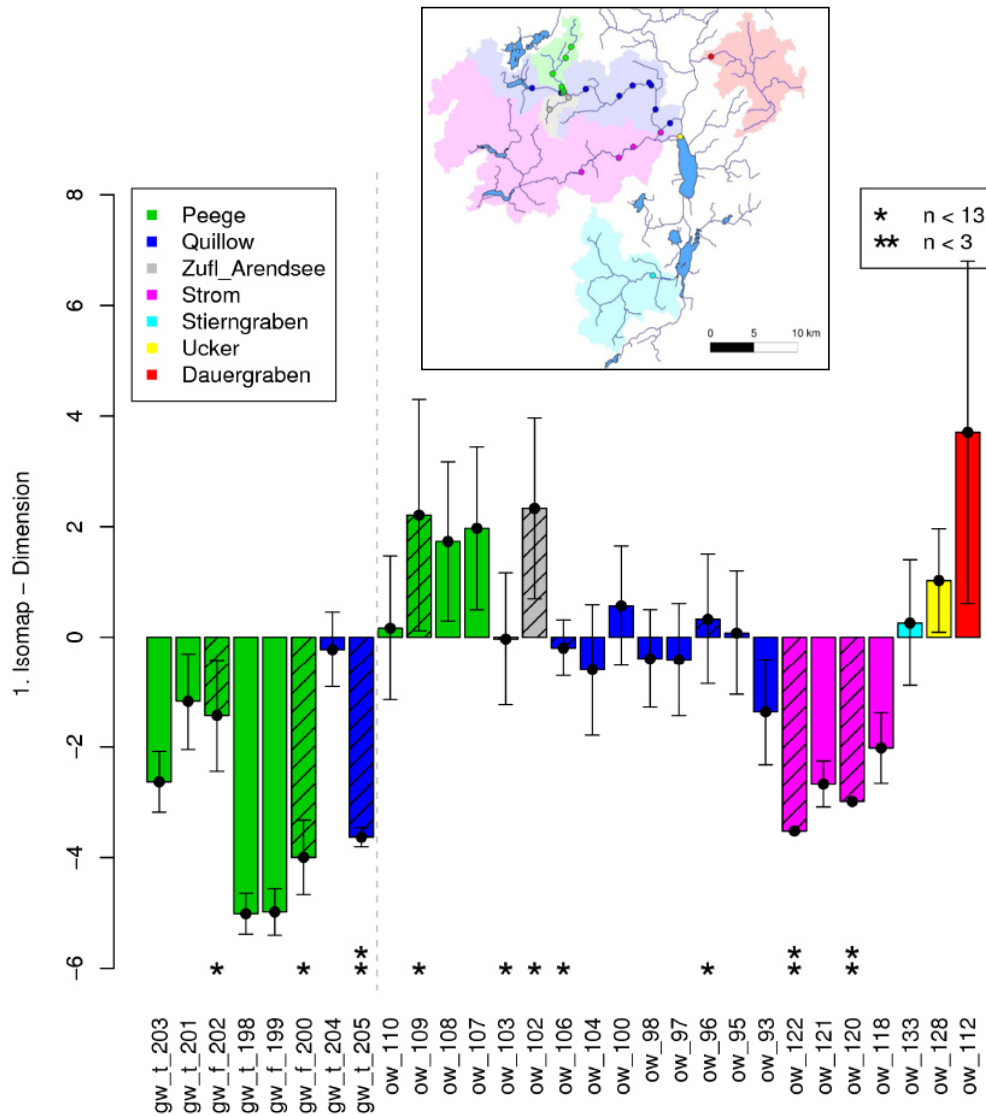 0 5 10 km
8
6
4
2
0
−2
−4
−6
1. Isomap − Dimension
Peege
Quillow
Zufl_Arendsee
Strom
Stierngraben
Ucker
Dauergraben
* n < 13
** n < 3
* * ** * * * * * ** **
gw_t_203
gw_t_201
gw_f_202
gw_t_198
gw_f_199
gw_f_200
gw_t_204
gw_t_205
ow_110
ow_109
ow_108
ow_107
ow_103
ow_102
ow_106
ow_104
ow_100
ow_98
ow_97
ow_96
ow_95
ow_93
ow_122
ow_121
ow_120
ow_118
ow_133
ow_128
ow_112